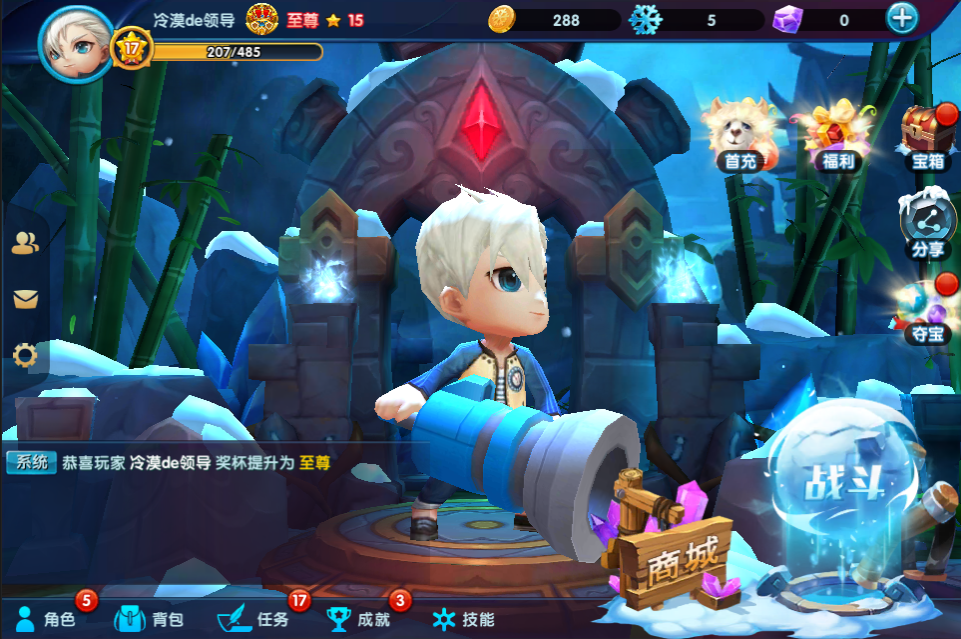 冷漠de领导 至尊 15
288
5
0
17
207/485
首充
福利
宝箱
分享
夺宝
系统 恭喜玩家 冷漠de领导 奖杯提升为 至尊
战斗
商城
角色 5
背包
任务 17
成就 3
技能